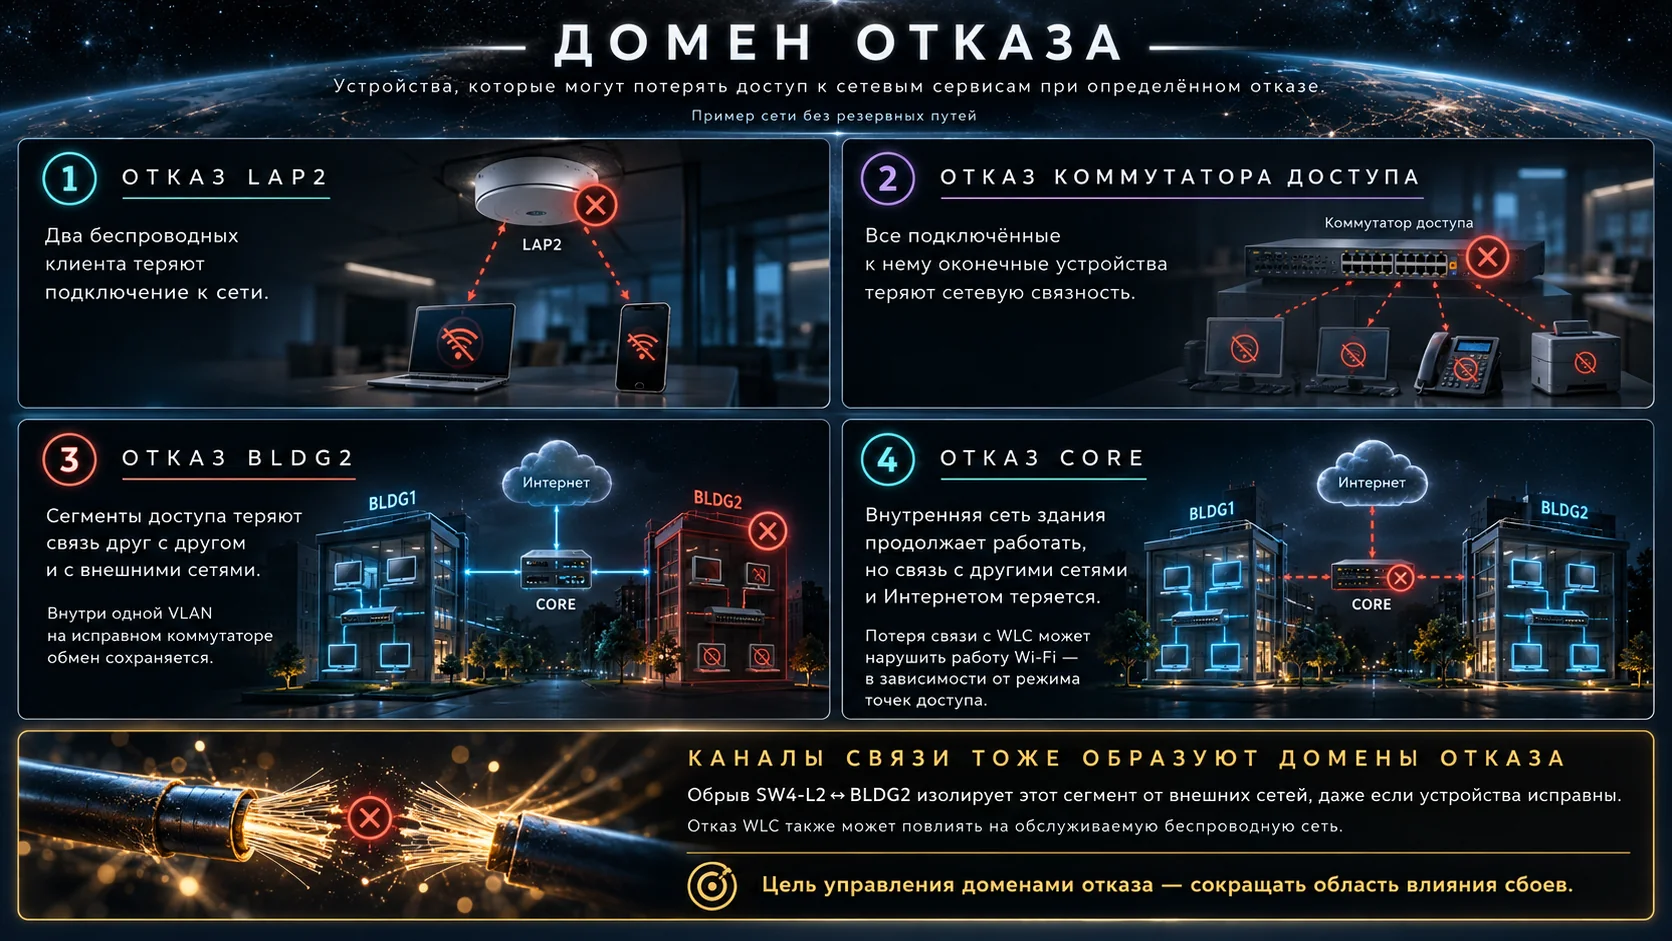 ДОМЕН ОТКАЗА
Устройства, которые могут потерять доступ к сетевым сервисам при определённом отказе.
Пример сети без резервных путей
1
ОТКАЗ LAP2
Два беспроводных
клиента теряют
подключение к сети.
LAP2
2
ОТКАЗ КОММУТАТОРА ДОСТУПА
Все подключённые
к нему оконечные устройства
теряют сетевую связность.
Коммутатор доступа
3
ОТКАЗ BLDG2
Сегменты доступа теряют
связь друг с другом
и с внешними сетями.
Внутри одной VLAN
на исправном коммутаторе
обмен сохраняется.
BLDG1
Интернет
CORE
BLDG2
4
ОТКАЗ CORE
Внутренняя сеть здания
продолжает работать,
но связь с другими сетями
и Интернетом теряется.
Потеря связи с WLC может
нарушить работу Wi-Fi —
в зависимости от режима
точек доступа.
BLDG1
Интернет
CORE
BLDG2
КАНАЛЫ СВЯЗИ ТОЖЕ ОБРАЗУЮТ ДОМЕНЫ ОТКАЗА
Обрыв SW4-L2↔BLDG2 изолирует этот сегмент от внешних сетей, даже если устройства исправны.
Отказ WLC также может повлиять на обслуживаемую беспроводную сеть.
Цель управления доменами отказа — сокращать область влияния сбоев.